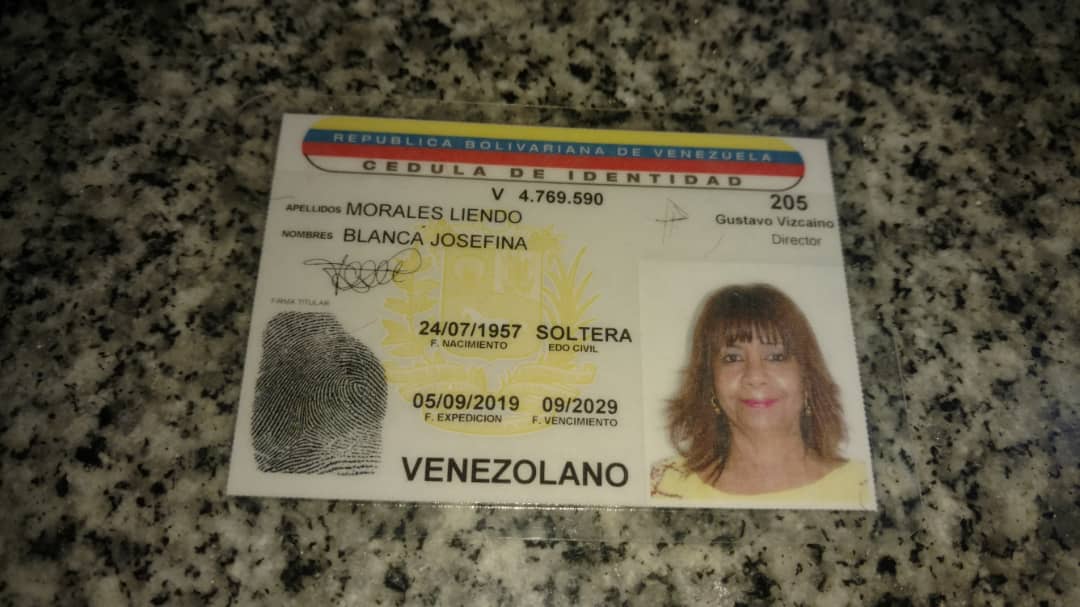 REPUBLICA BOLIVARIANA DE VENEZUELA
CEDULA DE IDENTIDAD
V 4.769.590
205
APELLIDOS MORALES LIENDO
Gustavo Vizcaino
NOMBRES BLANCA JOSEFINA
Director
FIRMA TITULAR
24/07/1957 SOLTERA
F. NACIMIENTO EDO CIVIL
05/09/2019 09/2029
F. EXPEDICION F. VENCIMIENTO
VENEZOLANO